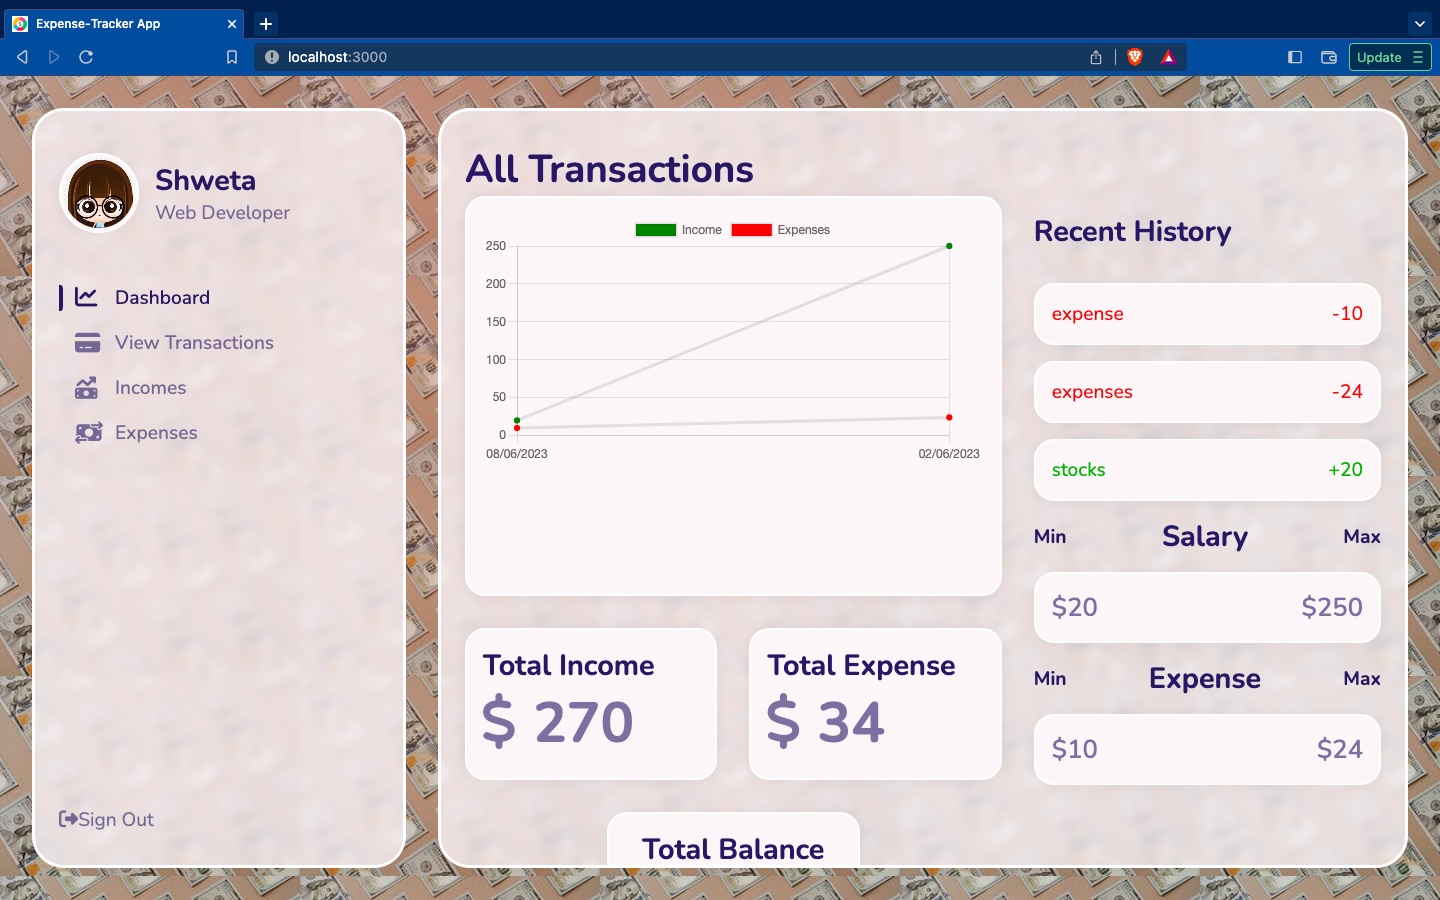 Expense-Tracker App
localhost:3000
Update
Shweta
Web Developer
Dashboard
View Transactions
Incomes
Expenses
Sign Out
All Transactions
Income Expenses
250
200
150
100
50
0
08/06/2023 02/06/2023
Total Income
$ 270
Total Expense
$ 34
Total Balance
Recent History
expense -10
expenses -24
stocks +20
Min Salary Max
$20 $250
Min Expense Max
$10 $24